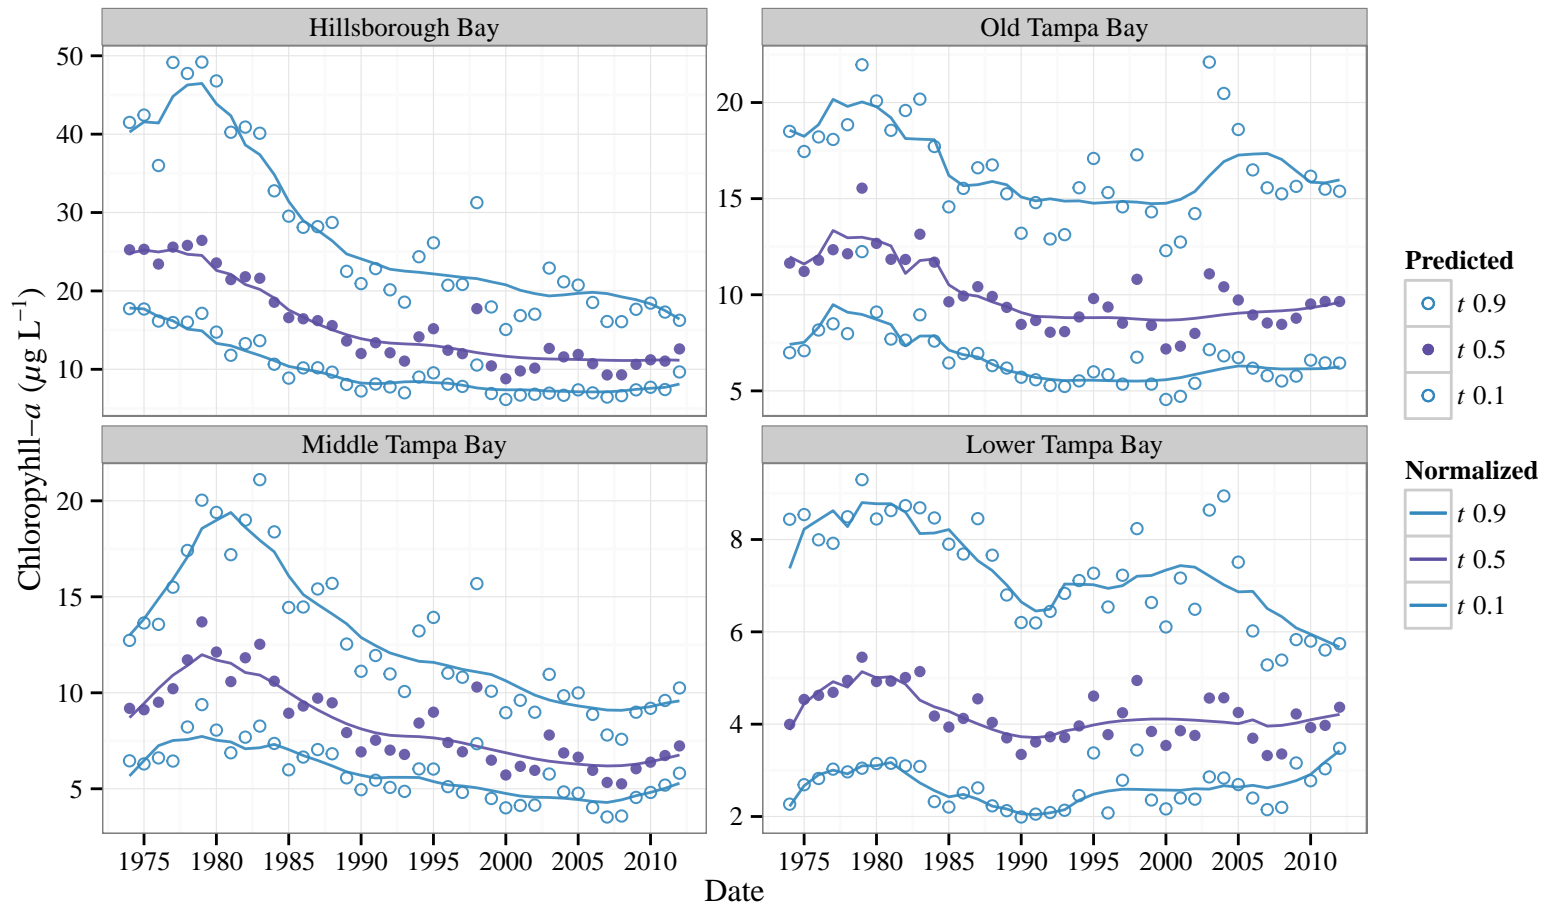 Hillsborough Bay
Old Tampa Bay
50
40
30
20
10
20
15
10
5
Middle Tampa Bay
Lower Tampa Bay
20
15
10
5
8
6
4
2
1975 1980 1985 1990 1995 2000 2005 2010
1975 1980 1985 1990 1995 2000 2005 2010
Date
Chloropyhll−a (μg L⁻¹)
Predicted
t 0.9
t 0.5
t 0.1
Normalized
t 0.9
t 0.5
t 0.1